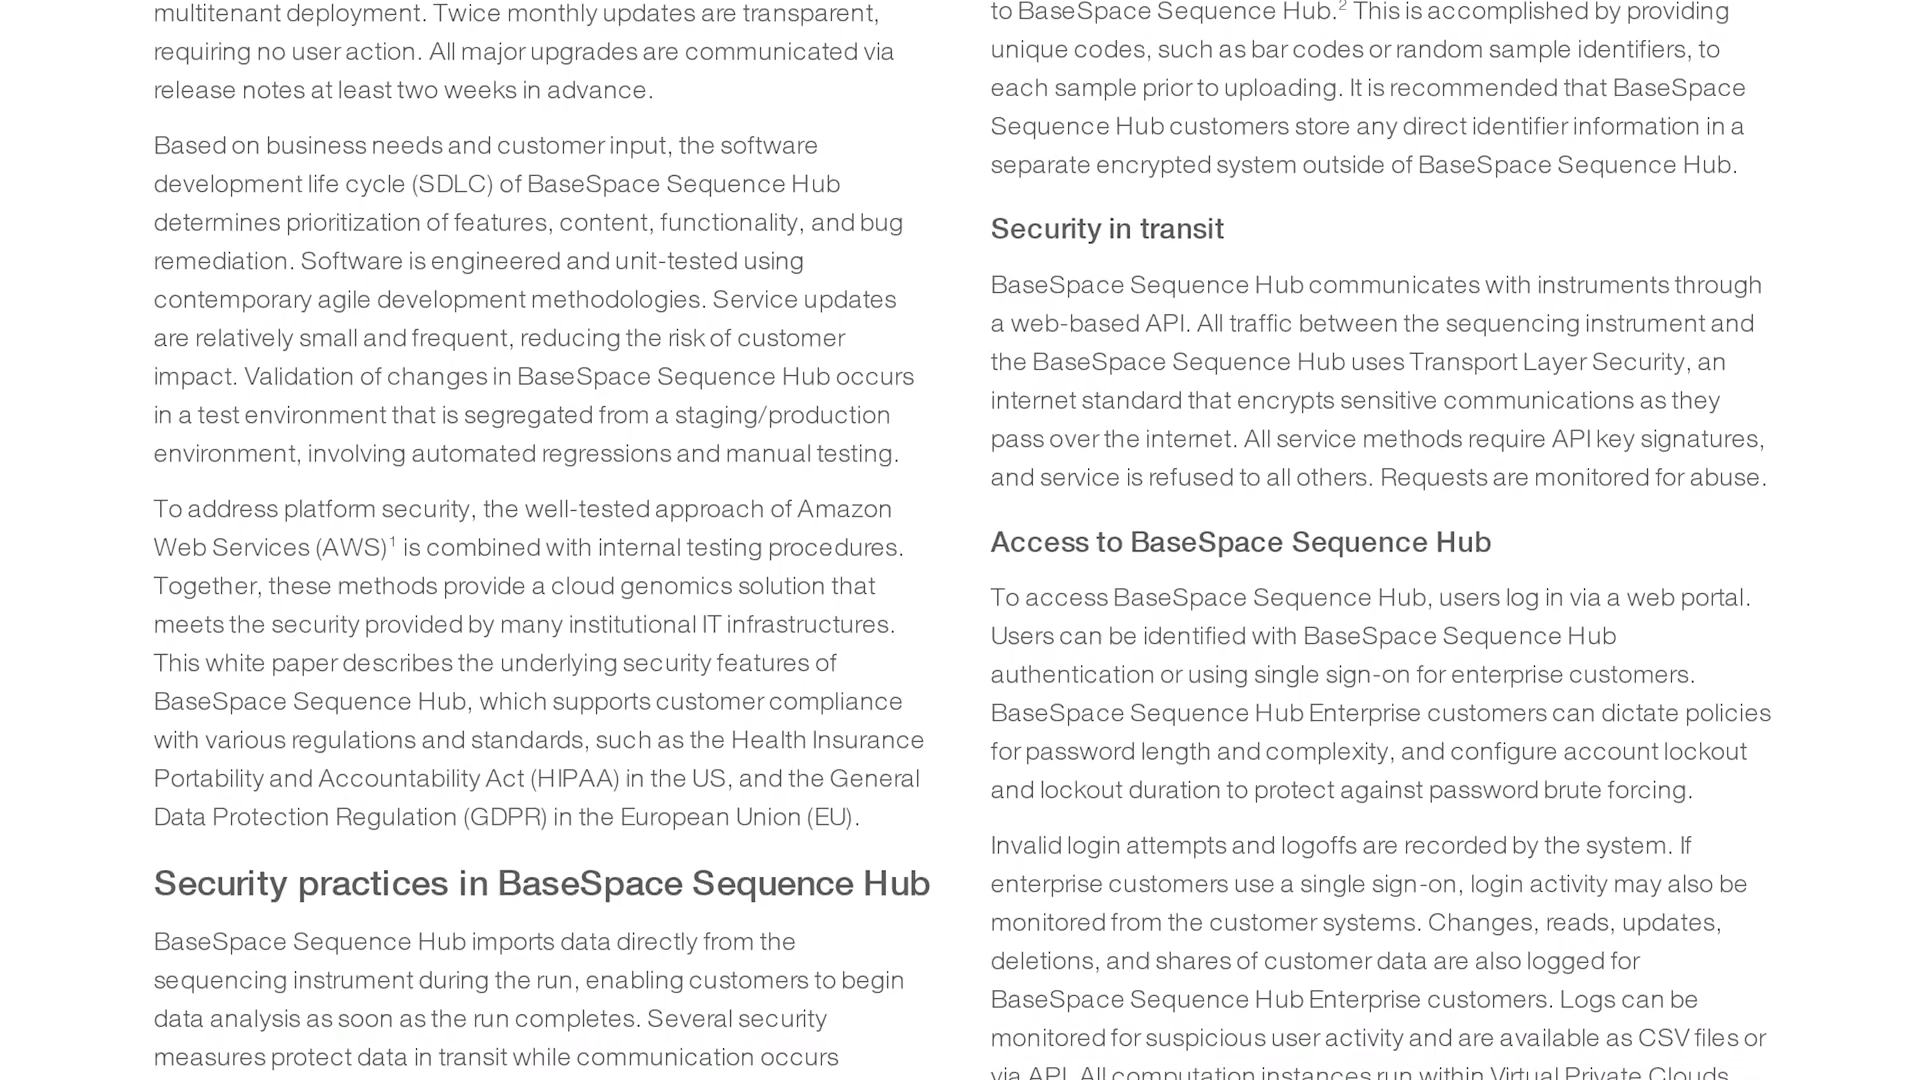 multitenant deployment. Twice monthly updates are transparent,
requiring no user action. All major upgrades are communicated via
release notes at least two weeks in advance.
Based on business needs and customer input, the software
development life cycle (SDLC) of BaseSpace Sequence Hub
determines prioritization of features, content, functionality, and bug
remediation. Software is engineered and unit-tested using
contemporary agile development methodologies. Service updates
are relatively small and frequent, reducing the risk of customer
impact. Validation of changes in BaseSpace Sequence Hub occurs
in a test environment that is segregated from a staging/production
environment, involving automated regressions and manual testing.
To address platform security, the well-tested approach of Amazon
Web Services (AWS)¹ is combined with internal testing procedures.
Together, these methods provide a cloud genomics solution that
meets the security provided by many institutional IT infrastructures.
This white paper describes the underlying security features of
BaseSpace Sequence Hub, which supports customer compliance
with various regulations and standards, such as the Health Insurance
Portability and Accountability Act (HIPAA) in the US, and the General
Data Protection Regulation (GDPR) in the European Union (EU).
Security practices in BaseSpace Sequence Hub
BaseSpace Sequence Hub imports data directly from the
sequencing instrument during the run, enabling customers to begin
data analysis as soon as the run completes. Several security
measures protect data in transit while communication occurs
to BaseSpace Sequence Hub.² This is accomplished by providing
unique codes, such as bar codes or random sample identifiers, to
each sample prior to uploading. It is recommended that BaseSpace
Sequence Hub customers store any direct identifier information in a
separate encrypted system outside of BaseSpace Sequence Hub.
Security in transit
BaseSpace Sequence Hub communicates with instruments through
a web-based API. All traffic between the sequencing instrument and
the BaseSpace Sequence Hub uses Transport Layer Security, an
internet standard that encrypts sensitive communications as they
pass over the internet. All service methods require API key signatures,
and service is refused to all others. Requests are monitored for abuse.
Access to BaseSpace Sequence Hub
To access BaseSpace Sequence Hub, users log in via a web portal.
Users can be identified with BaseSpace Sequence Hub
authentication or using single sign-on for enterprise customers.
BaseSpace Sequence Hub Enterprise customers can dictate policies
for password length and complexity, and configure account lockout
and lockout duration to protect against password brute forcing.
Invalid login attempts and logoffs are recorded by the system. If
enterprise customers use a single sign-on, login activity may also be
monitored from the customer systems. Changes, reads, updates,
deletions, and shares of customer data are also logged for
BaseSpace Sequence Hub Enterprise customers. Logs can be
monitored for suspicious user activity and are available as CSV files or
via API. All computation instances run within Virtual Private Clouds